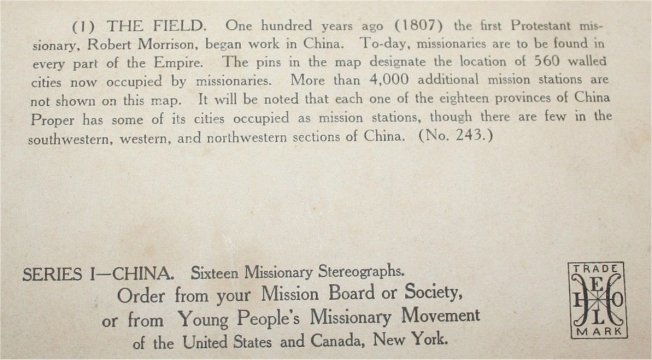 (1) THE FIELD. One hundred years ago (1807) the first Protestant mis-
sionary, Robert Morrison, began work in China. To-day, missionaries are to be found in
every part of the Empire. The pins in the map designate the location of 560 walled
cities now occupied by missionaries. More than 4,000 additional mission stations are
not shown on this map. It will be noted that each one of the eighteen provinces of China
Proper has some of its cities occupied as mission stations, though there are few in the
southwestern, western, and northwestern sections of China. (No. 243.)
SERIES I—CHINA. Sixteen Missionary Stereographs.
Order from your Mission Board or Society,
or from Young People's Missionary Movement
of the United States and Canada, New York.
TRADE
E
H O
L
MARK